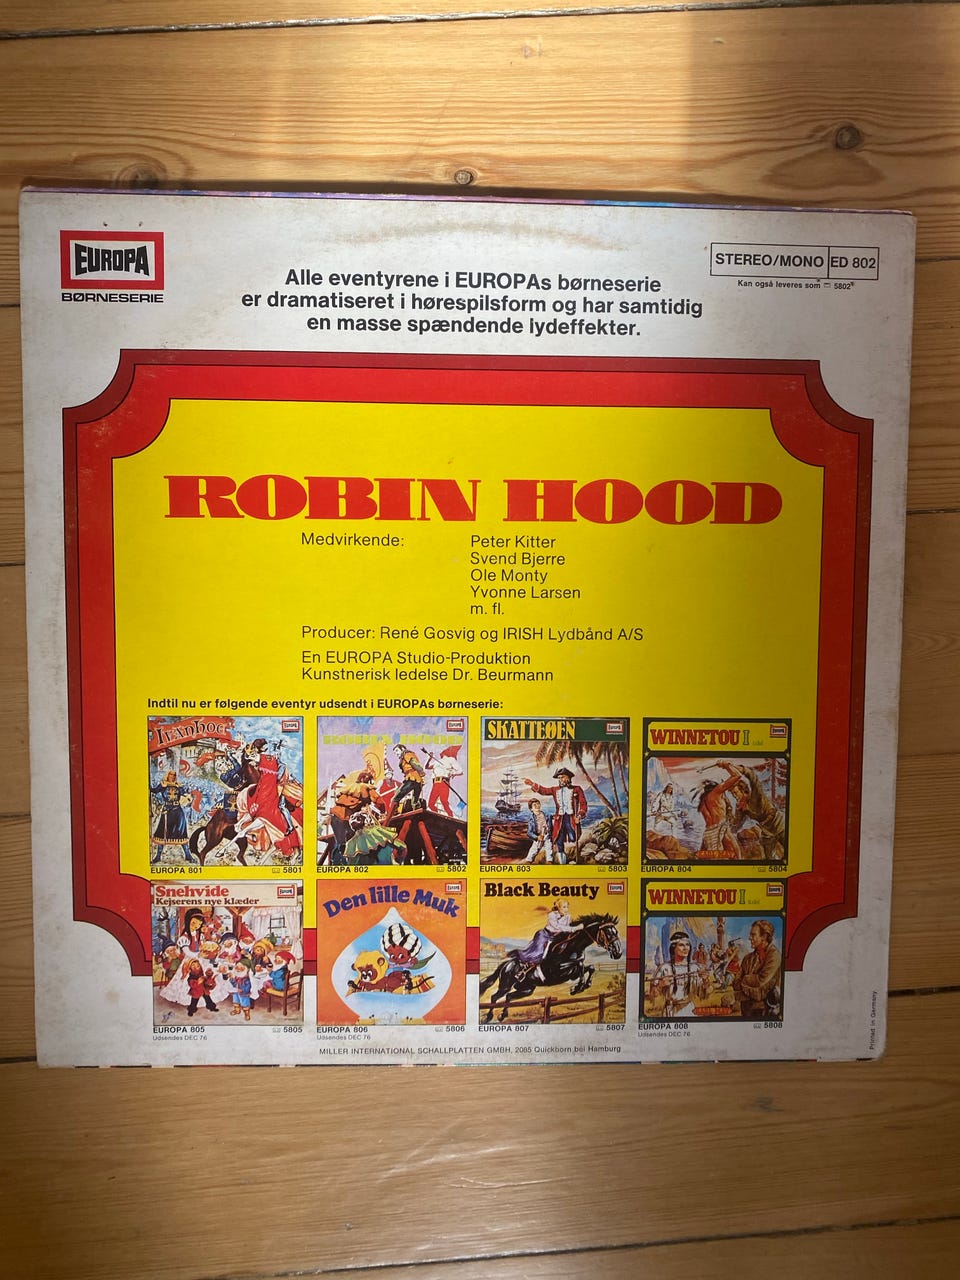 EUROPA
BØRNESERIE
Alle eventyrene i EUROPAs børneserie
er dramatiseret i hørespilsform og har samtidig
en masse spændende lydeffekter.
STEREO/MONO ED 802
Kan også leveres som 5802
ROBIN HOOD
Medvirkende: Peter Kitter
Svend Bjerre
Ole Monty
Yvonne Larsen
m. fl.
Producer: René Gosvig og IRISH Lydbånd A/S
En EUROPA Studio-Produktion
Kunstnerisk ledelse Dr. Beurmann
Indtil nu er følgende eventyr udsendt i EUROPAs børneserie:
Ivanhoe
ROBIN HOOD
SKATTEØEN
WINNETOU I
KARL MAY
EUROPA 801 5801
EUROPA 802 5802
EUROPA 803 5803
EUROPA 804 5804
Snehvide
Kejserens nye klæder
Den lille Muk
Black Beauty
WINNETOU I
KARL MAY
EUROPA 805 5805
Udsendes DEC 76
EUROPA 806 5806
Udsendes DEC 76
EUROPA 807 5807
EUROPA 808 5808
Udsendes DEC 76
MILLER INTERNATIONAL SCHALLPLATTEN GMBH, 2085 Quickborn bei Hamburg
Printed in Germany